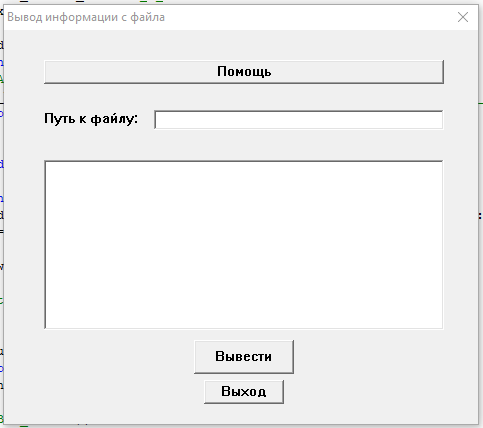 Вывод информации с файла
Помощь
Путь к файлу:
Вывести
Выход